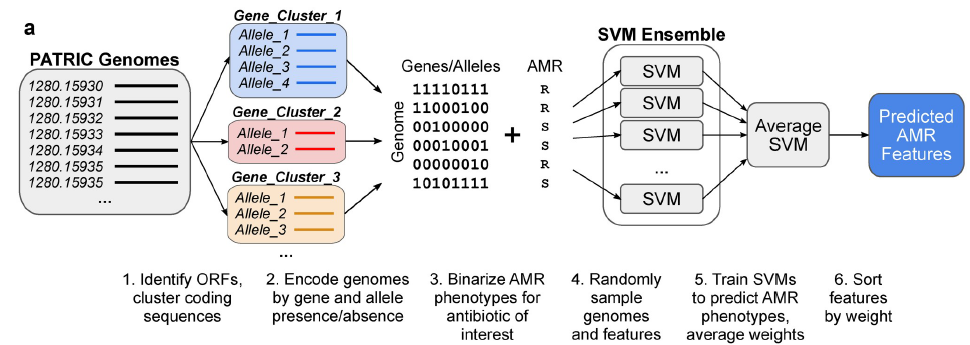 a
PATRIC Genomes
1280.15930
1280.15931
1280.15932
1280.15933
1280.15934
1280.15935
1280.15935
...
Gene_Cluster_1
Allele_1
Allele_2
Allele_3
Allele_4
Gene_Cluster_2
Allele_1
Allele_2
Gene_Cluster_3
Allele_1
Allele_2
Allele_3
...
Genes/Alleles
Genome
11110111
11000100
00100000
00010001
00000010
10101111
+
AMR
R
R
S
S
R
S
SVM Ensemble
SVM
SVM
SVM
...
SVM
Average
SVM
Predicted
AMR
Features
1. Identify ORFs,
cluster coding
sequences
2. Encode genomes
by gene and allele
presence/absence
3. Binarize AMR
phenotypes for
antibiotic of
interest
4. Randomly
sample
genomes
and features
5. Train SVMs
to predict AMR
phenotypes,
average weights
6. Sort
features
by weight